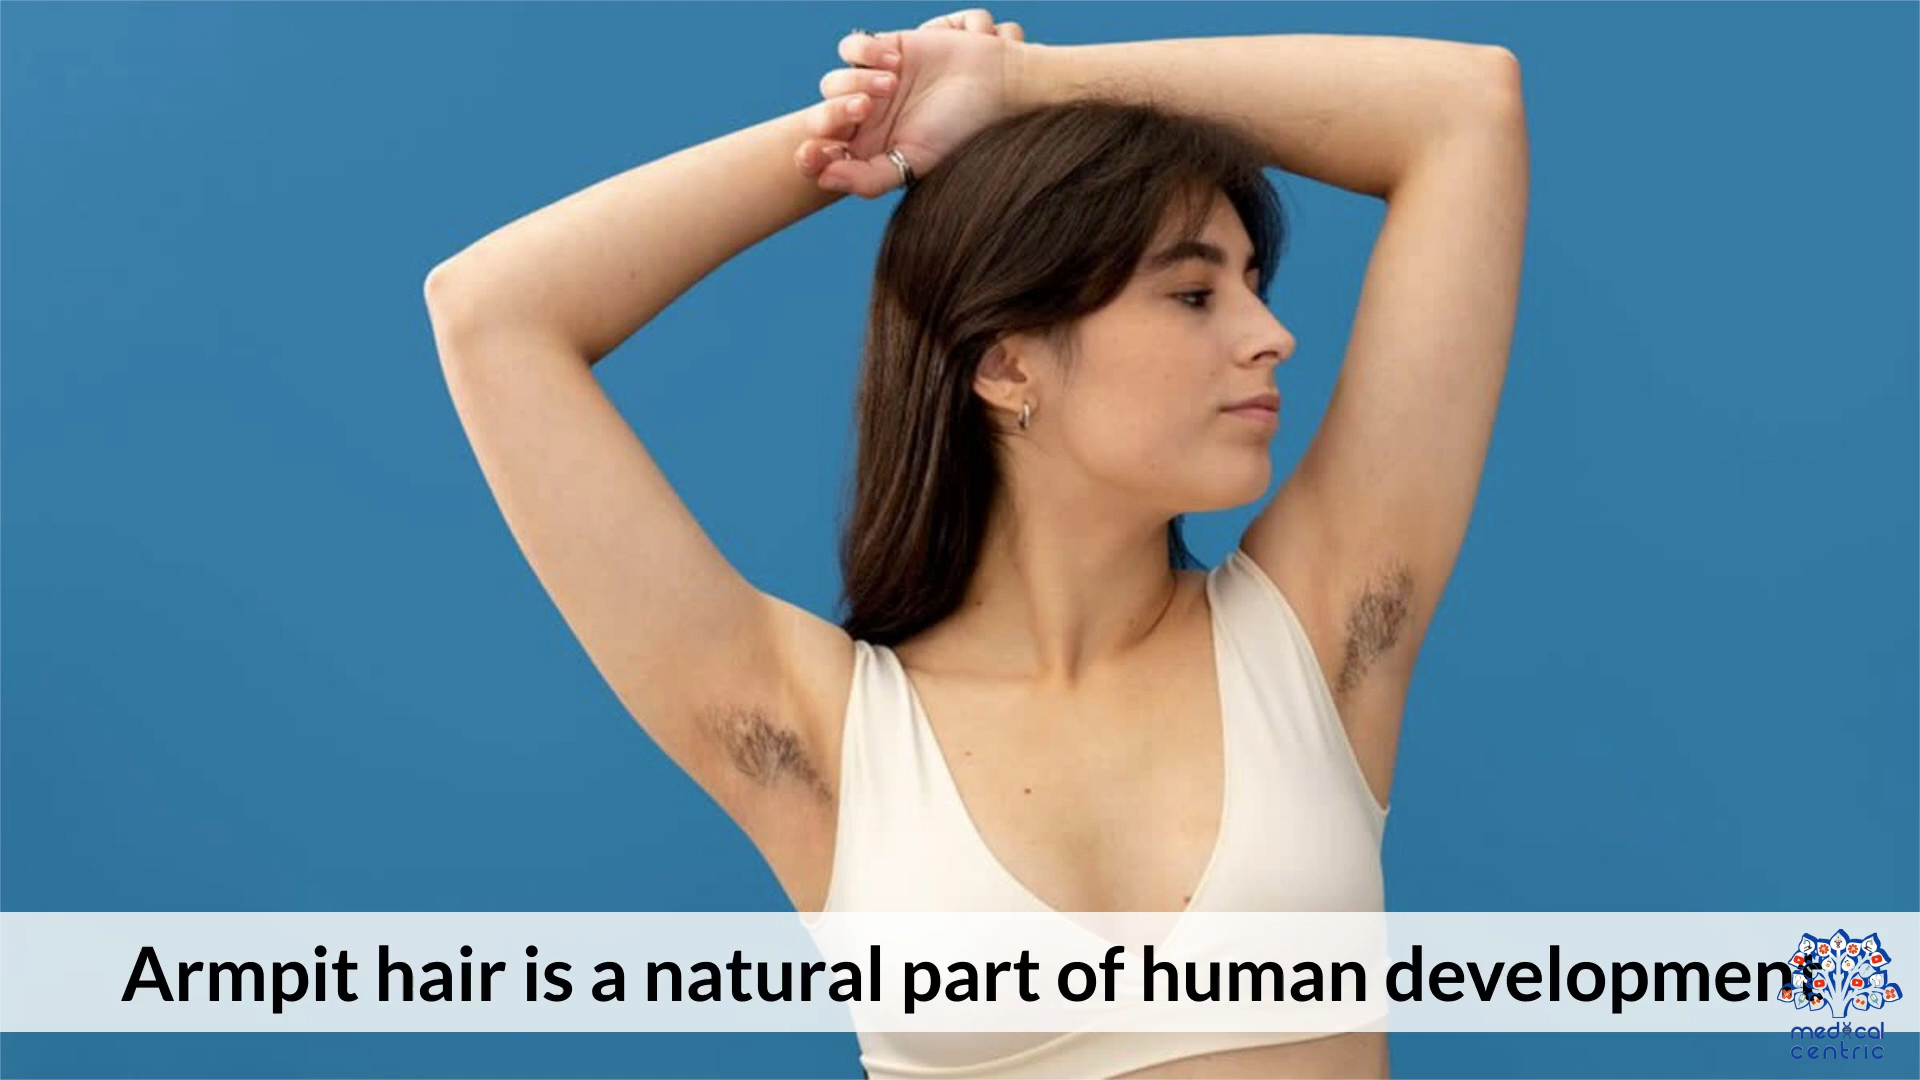 Armpit hair is a natural part of human development
medical
centric